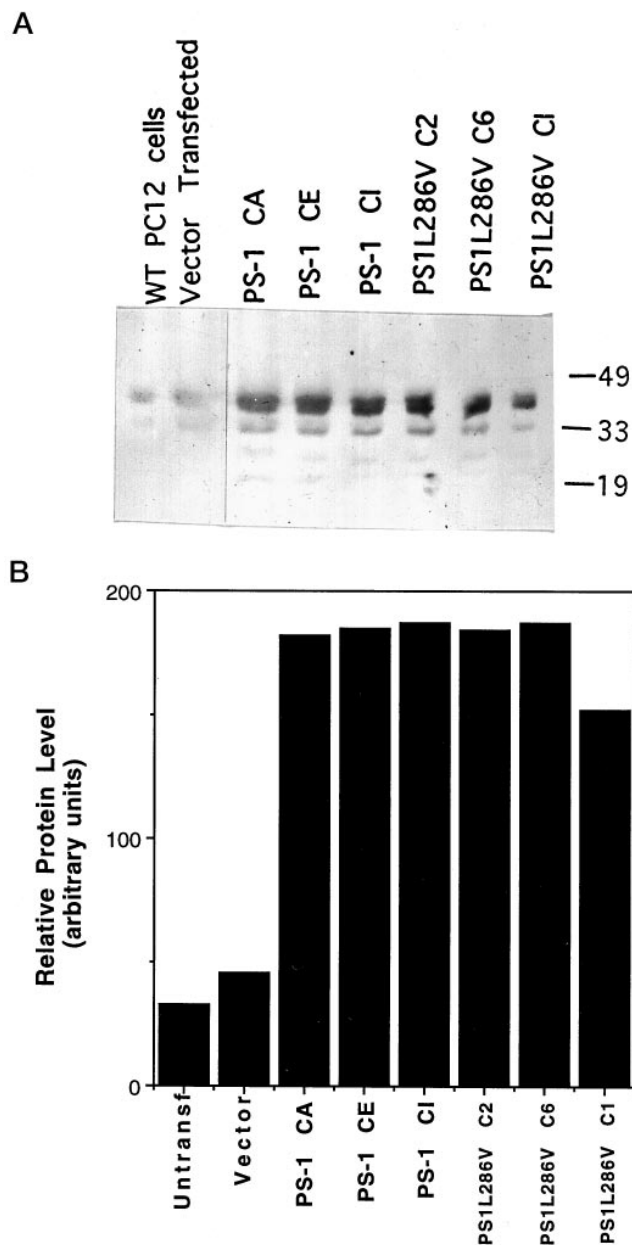 A
WT PC12 cells
Vector Transfected
PS-1 CA
PS-1 CE
PS-1 CI
PS1L286V C2
PS1L286V C6
PS1L286V CI
49
33
19
B
200
100
0
Relative Protein Level
(arbitrary units)
Untransf
Vector
PS-1 CA
PS-1 CE
PS-1 CI
PS1L286V C2
PS1L286V C6
PS1L286V C1